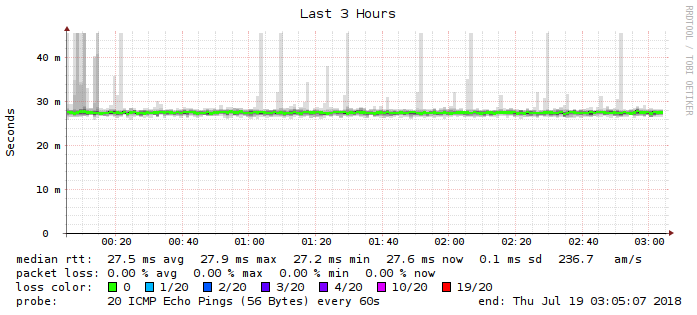 Last 3 Hours
RRDTOOL / TOBI OETIKER
Seconds
40 m
30 m
20 m
10 m
0
00:20 00:40 01:00 01:20 01:40 02:00 02:20 02:40 03:00
median rtt: 27.5 ms avg 27.9 ms max 27.2 ms min 27.6 ms now 0.1 ms sd 236.7 am/s
packet loss: 0.00 % avg 0.00 % max 0.00 % min 0.00 % now
loss color: 0 1/20 2/20 3/20 4/20 10/20 19/20
probe: 20 ICMP Echo Pings (56 Bytes) every 60s end: Thu Jul 19 03:05:07 2018